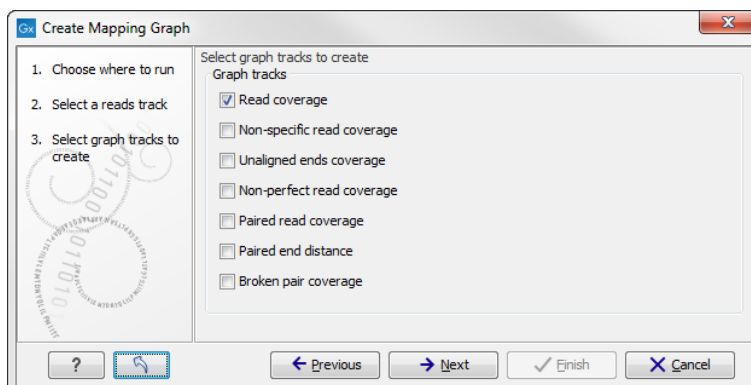 Gx Create Mapping Graph
X
1. Choose where to run
2. Select a reads track
3. Select graph tracks to
create
Select graph tracks to create
Graph tracks
Read coverage
Non-specific read coverage
Unaligned ends coverage
Non-perfect read coverage
Paired read coverage
Paired end distance
Broken pair coverage
? Previous Next Finish Cancel